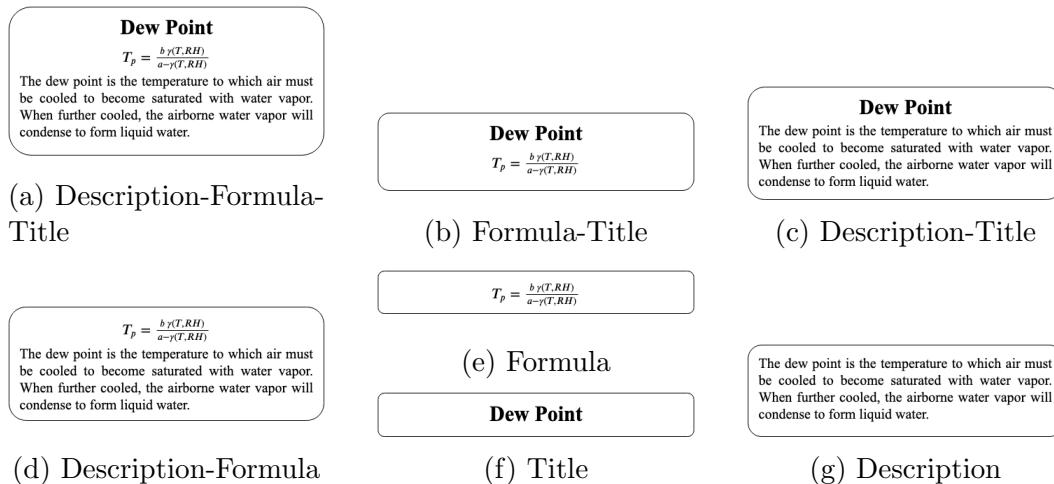 Dew Point
T_p = b γ(T,RH) / a−γ(T,RH)
The dew point is the temperature to which air must
be cooled to become saturated with water vapor.
When further cooled, the airborne water vapor will
condense to form liquid water.
(a) Description-Formula-
Title
Dew Point
T_p = b γ(T,RH) / a−γ(T,RH)
(b) Formula-Title
Dew Point
The dew point is the temperature to which air must
be cooled to become saturated with water vapor.
When further cooled, the airborne water vapor will
condense to form liquid water.
(c) Description-Title
T_p = b γ(T,RH) / a−γ(T,RH)
The dew point is the temperature to which air must
be cooled to become saturated with water vapor.
When further cooled, the airborne water vapor will
condense to form liquid water.
(d) Description-Formula
T_p = b γ(T,RH) / a−γ(T,RH)
(e) Formula
Dew Point
(f) Title
The dew point is the temperature to which air must
be cooled to become saturated with water vapor.
When further cooled, the airborne water vapor will
condense to form liquid water.
(g) Description